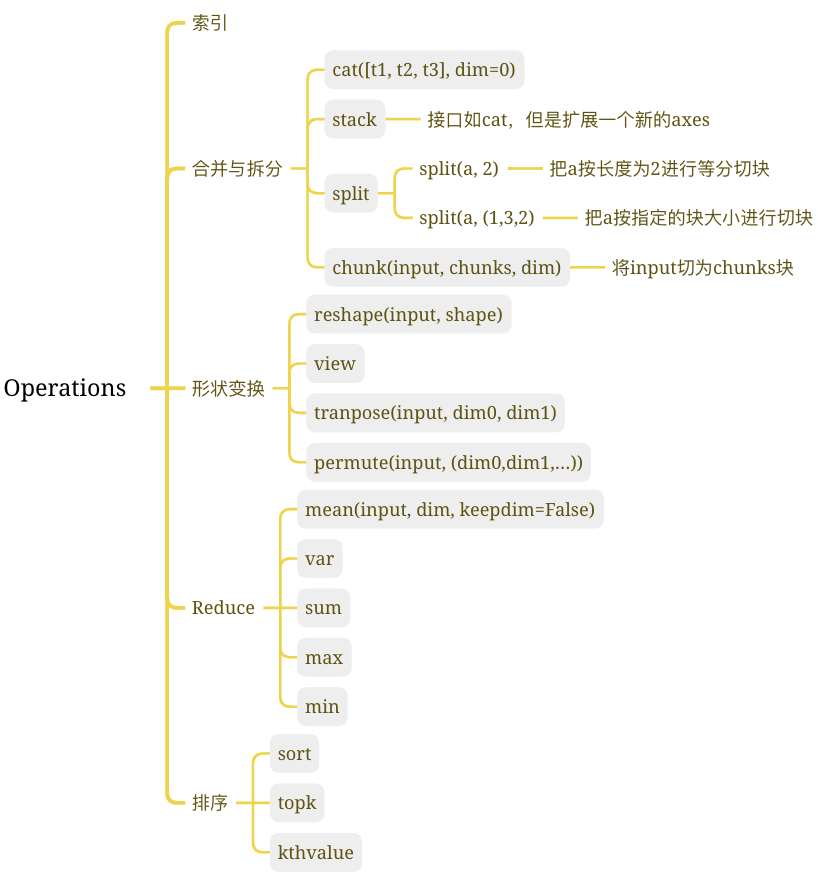 索引
cat([t1, t2, t3], dim=0)
stack
接口如cat，但是扩展一个新的axes
合并与拆分
split(a, 2)
把a按长度为2进行等分切块
split
split(a, (1,3,2)
把a按指定的块大小进行切块
chunk(input, chunks, dim)
将input切为chunks块
reshape(input, shape)
view
Operations
形状变换
tranpose(input, dim0, dim1)
permute(input, (dim0,dim1,...))
mean(input, dim, keepdim=False)
var
Reduce
sum
max
min
sort
排序
topk
kthvalue